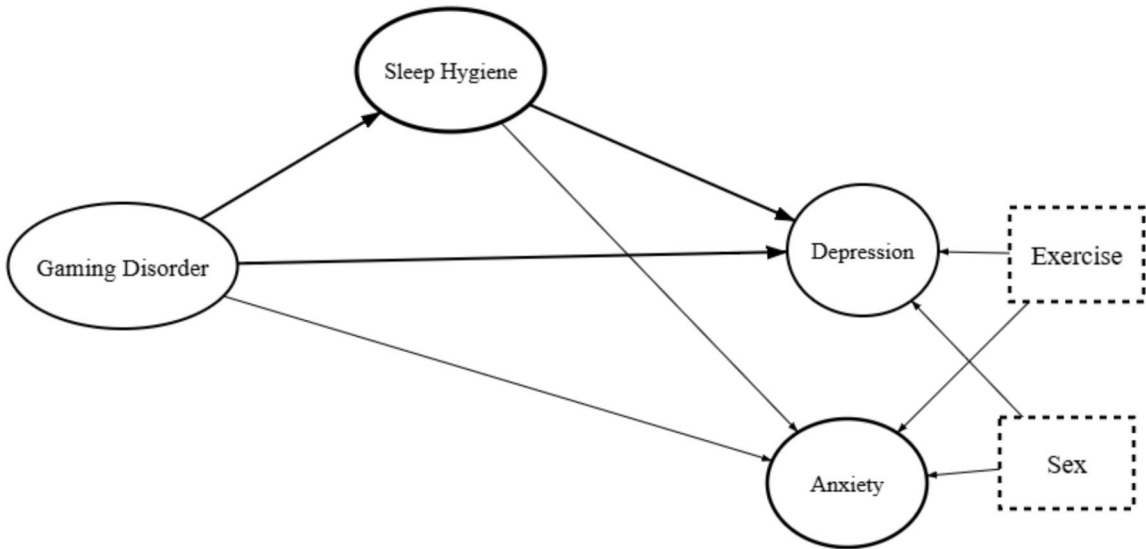 Sleep Hygiene
Gaming Disorder
Depression
Exercise
Anxiety
Sex